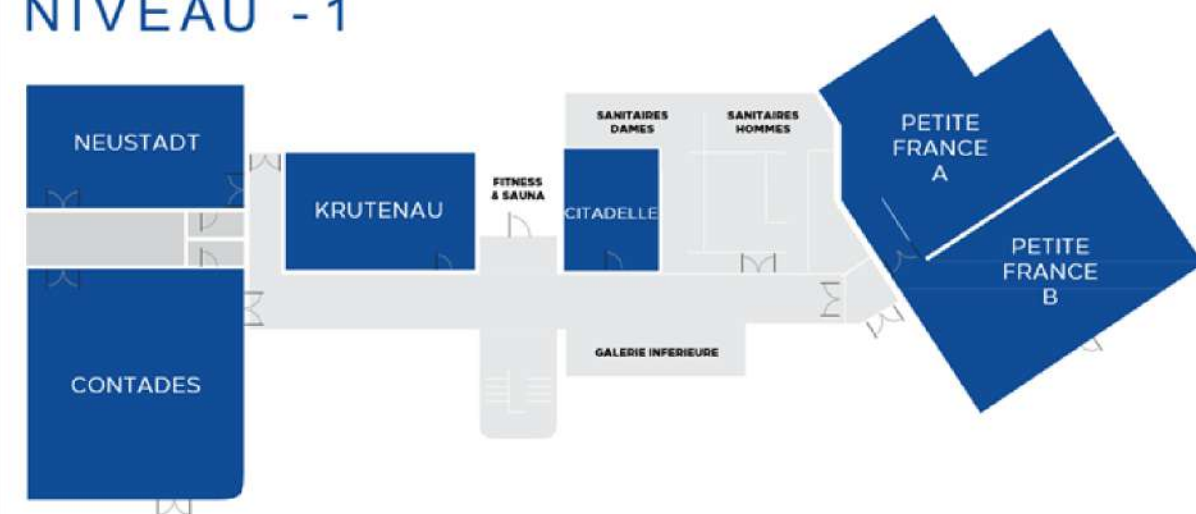 NIVEAU -1
NEUSTADT
KRUTENAU
FITNESS
& SAUNA
SANITAIRES
DAMES
SANITAIRES
HOMMES
CITADELLE
PETITE
FRANCE
A
PETITE
FRANCE
B
CONTADES
GALERIE INFERIEURE